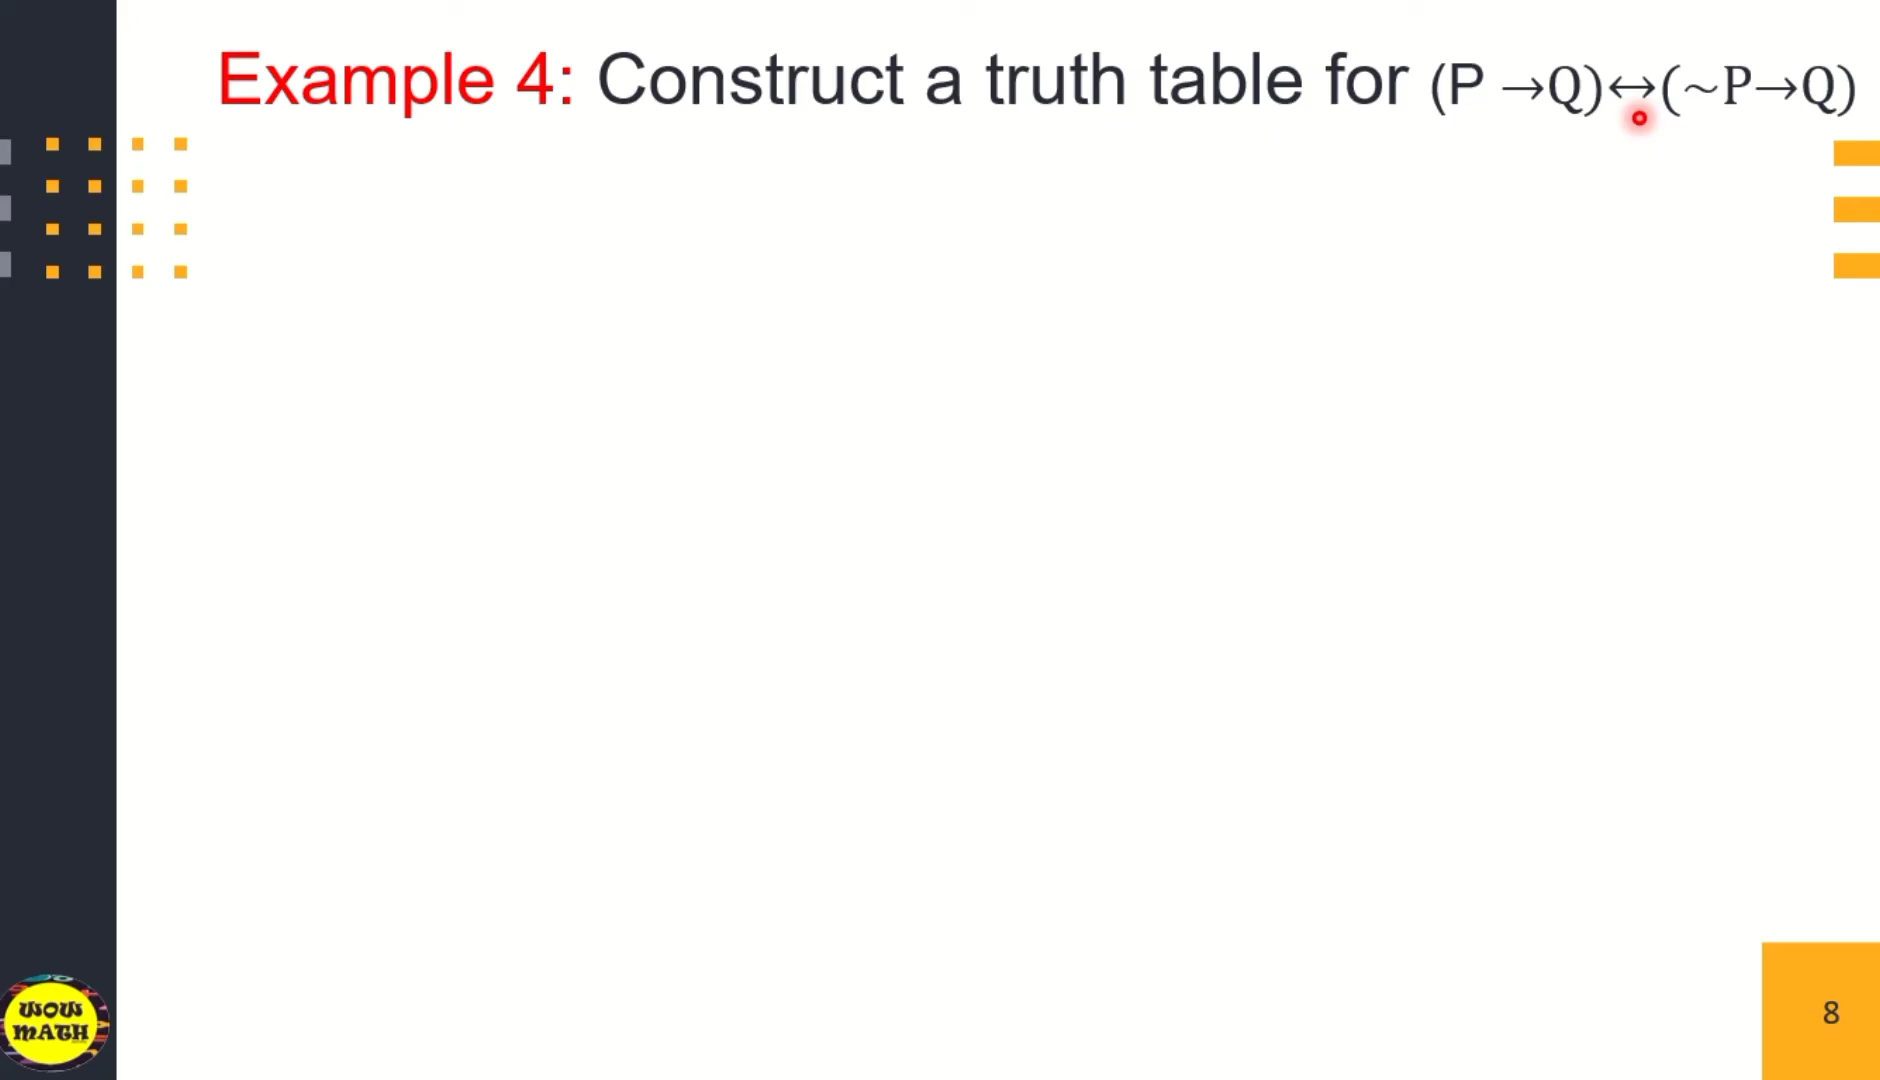 Example 4: Construct a truth table for (P →Q)↔(~P→Q)
WOW
MATH
8